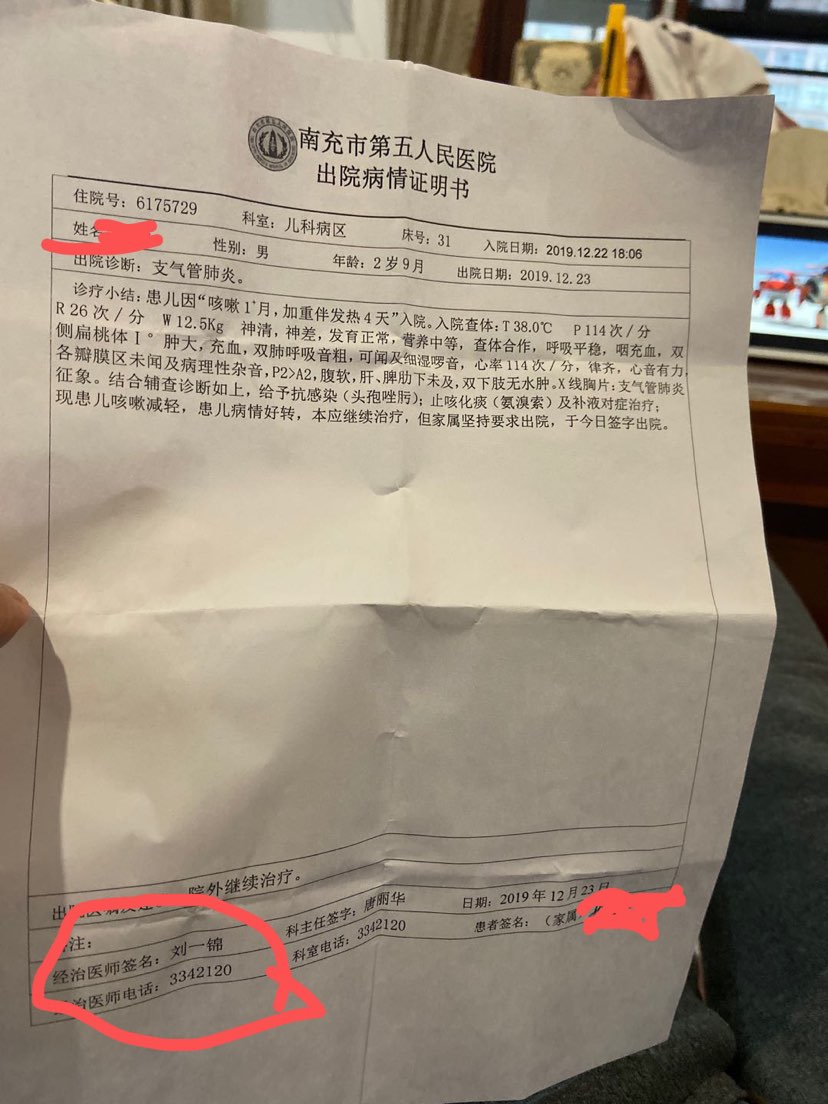 南充市第五人民医院
出院病情证明书
住院号：6175729 科室：儿科病区 床号：31 入院日期：2019.12.22 18:06
姓名 性别：男 年龄：2岁9月 出院日期：2019.12.23
出院诊断：支气管肺炎。
诊疗小结：患儿因“咳嗽1+月，加重伴发热4天”入院。入院查体：T 38.0℃ P 114次/分
R 26次/分 W 12.5Kg 神清，神差，发育正常，营养中等，查体合作，呼吸平稳，咽充血，双
侧扁桃体I°肿大，充血，双肺呼吸音粗，可闻及细湿啰音，心率114次/分，律齐，心音有力，
各瓣膜区未闻及病理性杂音，P2>A2，腹软，肝、脾肋下未及，双下肢无水肿。X线胸片：支气管肺炎
征象。结合辅查诊断如上，给予抗感染（头孢唑肟）；止咳化痰（氨溴索）及补液对症治疗；
现患儿咳嗽减轻，患儿病情好转，本应继续治疗，但家属坚持要求出院，于今日签字出院。
院外继续治疗。
注：
经治医师签名：刘一锦 科主任签字：唐丽华 日期：2019年12月23日
治医师电话：3342120 科室电话：3342120 患者签名：（家属